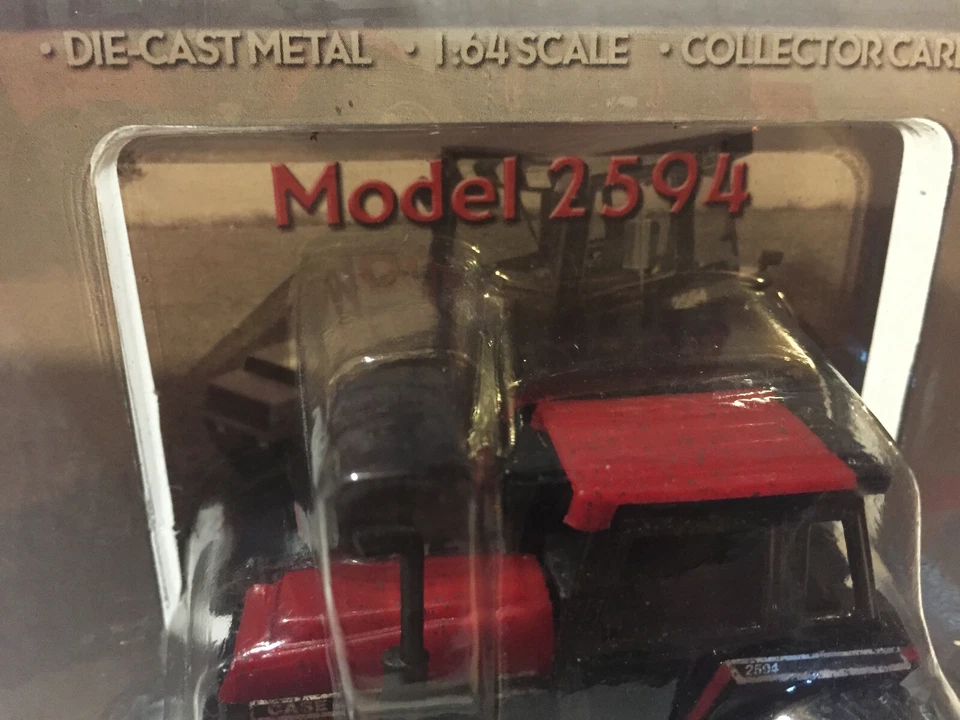 • DIE-CAST METAL • 1:64 SCALE • COLLECTOR CAR
Model 2594
2594
CASE